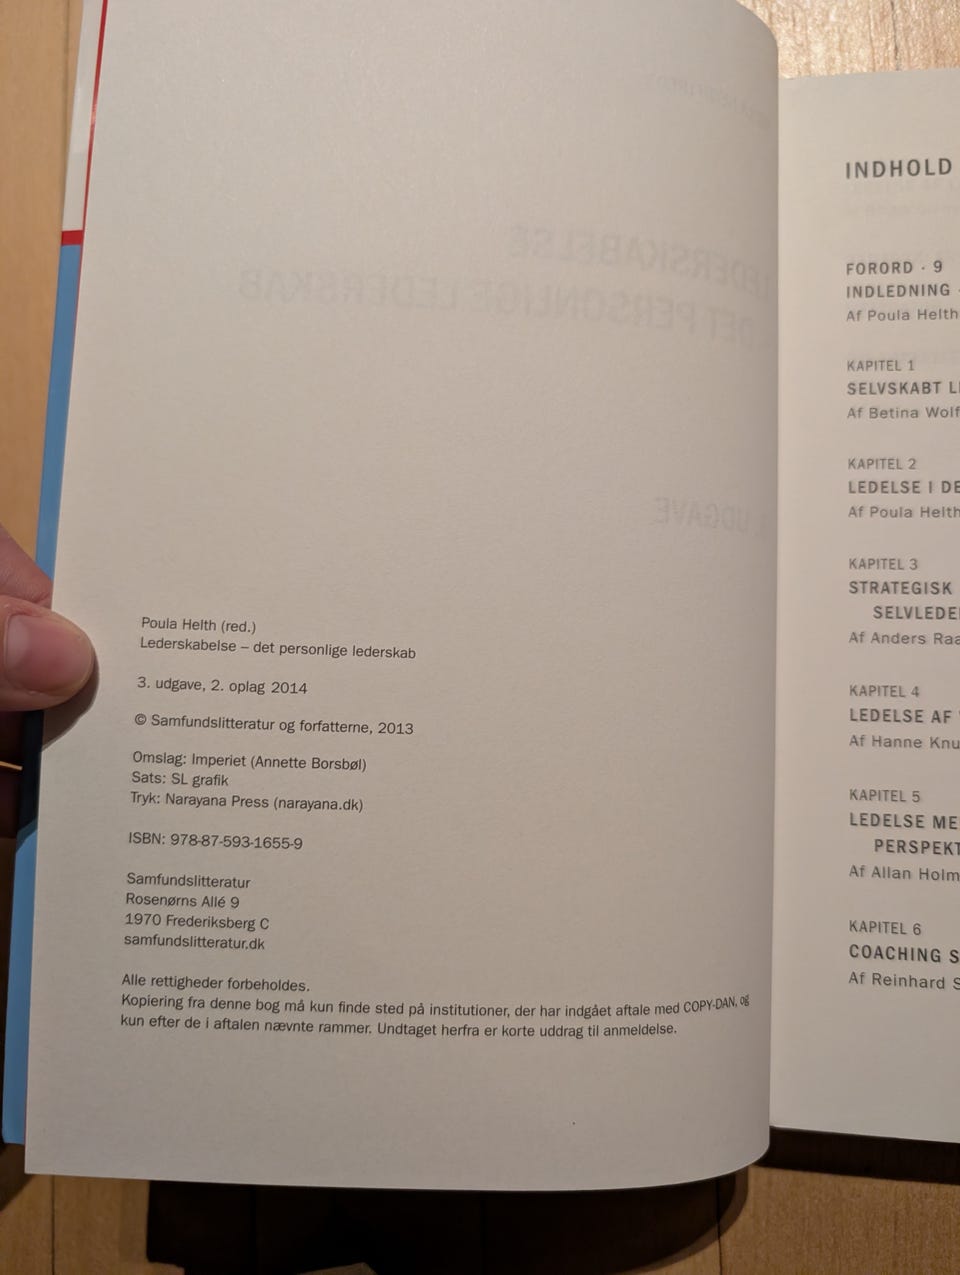 Poula Helth (red.)
Lederskabelse – det personlige lederskab
3. udgave, 2. oplag 2014
© Samfundslitteratur og forfatterne, 2013
Omslag: Imperiet (Annette Borsbøl)
Sats: SL grafik
Tryk: Narayana Press (narayana.dk)
ISBN: 978-87-593-1655-9
Samfundslitteratur
Rosenørns Allé 9
1970 Frederiksberg C
samfundslitteratur.dk
Alle rettigheder forbeholdes.
Kopiering fra denne bog må kun finde sted på institutioner, der har indgået aftale med COPY-DAN, og
kun efter de i aftalen nævnte rammer. Undtaget herfra er korte uddrag til anmeldelse.
INDHOLD
FORORD · 9
INDLEDNING
Af Poula Helth
KAPITEL 1
SELVSKABT
Af Betina
KAPITEL 2
LEDELSE I
Af Poula Helth
KAPITEL 3
STRATEGISK
Af Anders
KAPITEL 4
LEDELSE AF
Af Hanne
KAPITEL 5
LEDELSE
Af Allan
KAPITEL 6
COACHING
Af Reinhard